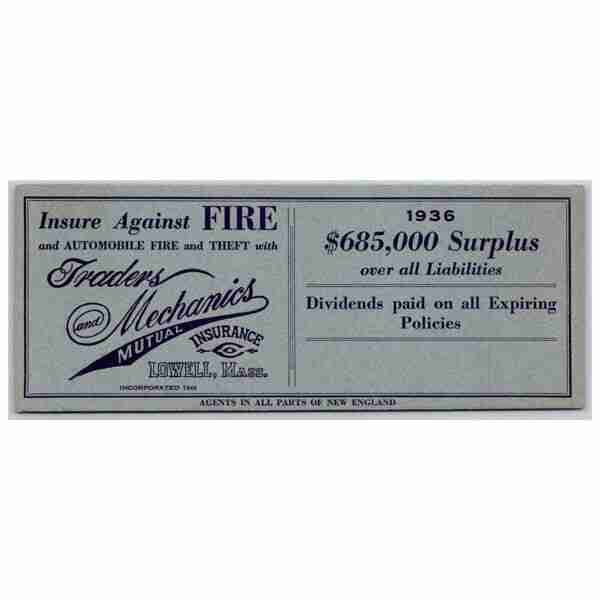 Insure Against FIRE
and AUTOMOBILE FIRE and THEFT with
Traders
and Mechanics
MUTUAL INSURANCE
LOWELL, MASS.
INCORPORATED 1848
1936
$685,000 Surplus
over all Liabilities
Dividends paid on all Expiring
Policies
AGENTS IN ALL PARTS OF NEW ENGLAND